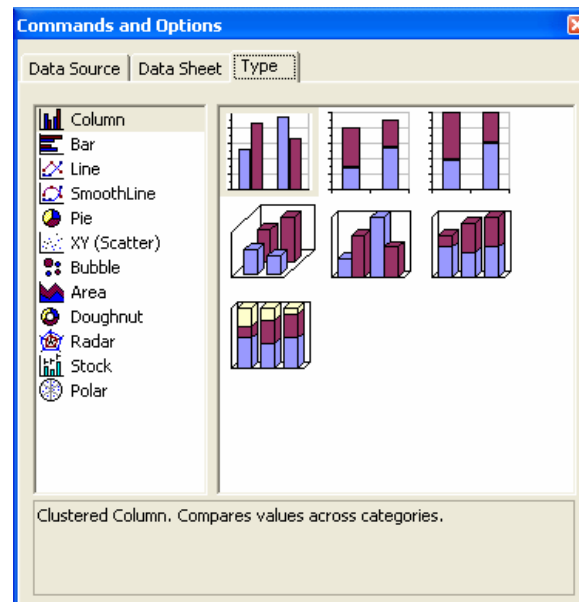 Commands and Options
Data Source Data Sheet Type
Column
Bar
Line
SmoothLine
Pie
XY (Scatter)
Bubble
Area
Doughnut
Radar
Stock
Polar
Clustered Column. Compares values across categories.